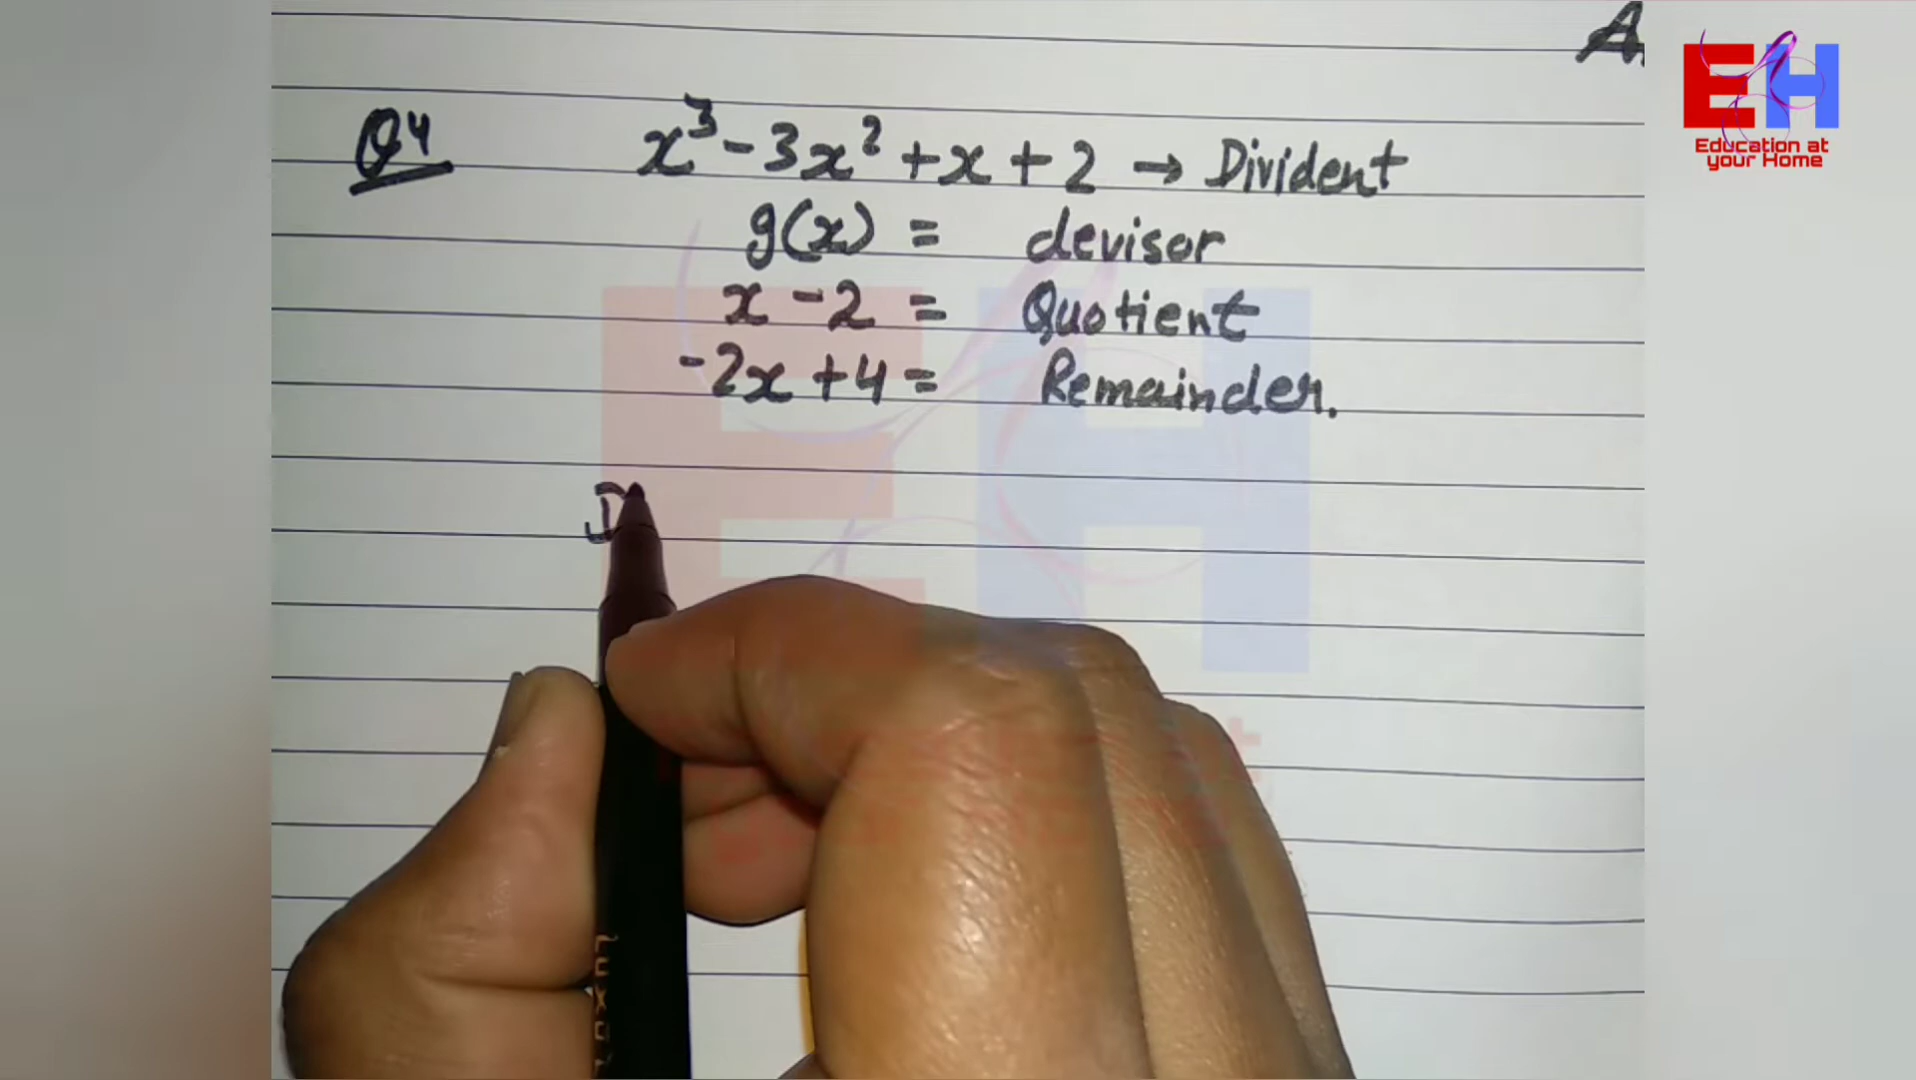 A.
EH
Education at
your Home
Q4
x³ - 3x² + x + 2 → Divident
g(x) = devisor
x - 2 = Quotient
-2x + 4 = Remainder.
D